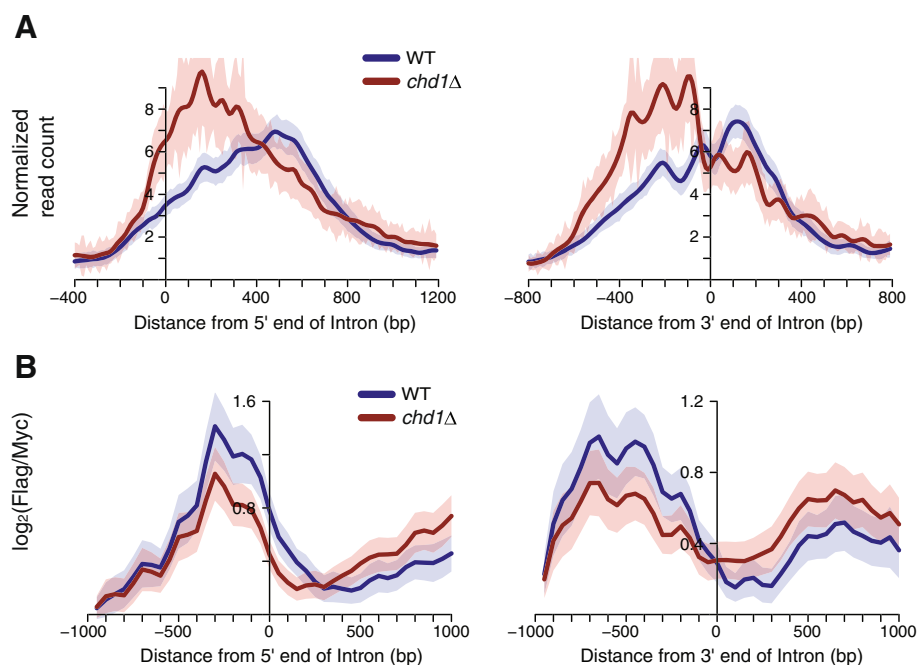 A
WT
chd1Δ
Normalized
read count
8
6
4
2
−400 0 400 800 1200
Distance from 5' end of Intron (bp)
8
6
4
2
−800 −400 0 400 800
Distance from 3' end of Intron (bp)
B
WT
chd1Δ
log2(Flag/Myc)
1.6
0.8
−1000 −500 0 500 1000
Distance from 5' end of Intron (bp)
1.2
0.8
0.4
−1000 −500 0 500 1000
Distance from 3' end of Intron (bp)